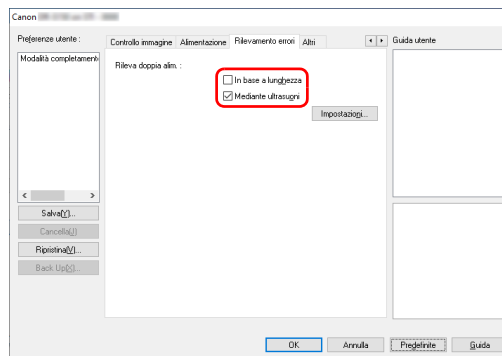 Canon
Preferenze utente :
Modalità completament
Salva(Y)...
Cancella(J)
Ripristina(V)...
Back Up(X)...
Controllo immagine Alimentazione Rilevamento errori Altri
Rileva doppia alim. :
In base a lunghezza
Mediante ultrasuoni
Impostazioni...
Guida utente
OK Annulla Predefinite Guida